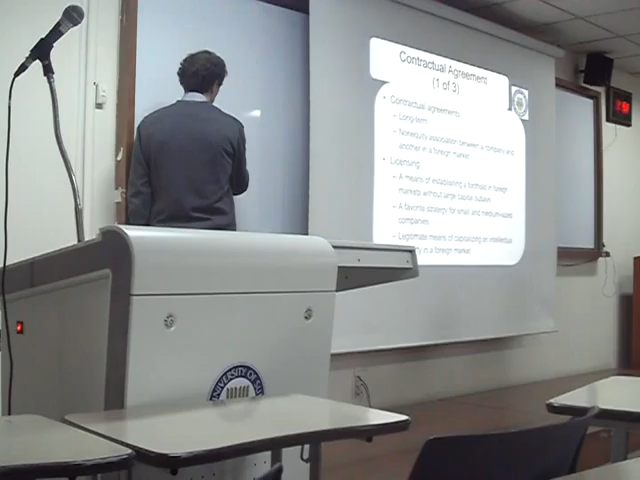 Contractual Agreement
(1 of 3)
• Contractual agreements
– Long-term
– Nonequity association between a company and
another in a foreign market
• Licensing
– A means of establishing a foothold in foreign
markets without large capital outlays
– A favorite strategy for small and medium-sized
companies
– Legitimate means of capitalizing on intellectual
in a foreign market
UNIVERSITY OF